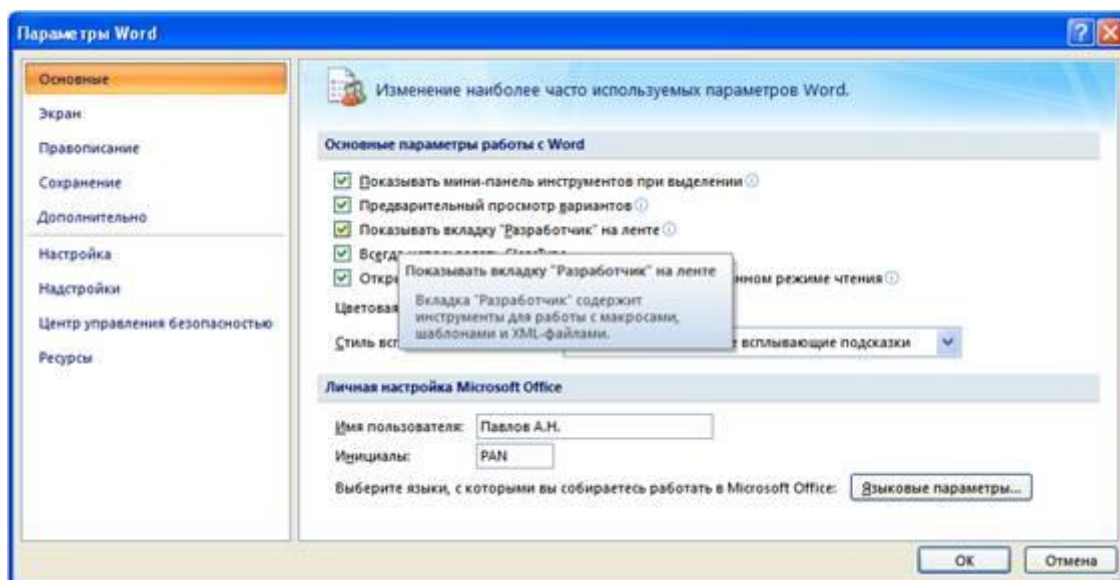 Параметры Word
Основные
Экран
Правописание
Сохранение
Дополнительно
Настройка
Надстройки
Центр управления безопасностью
Ресурсы
Изменение наиболее часто используемых параметров Word.
Основные параметры работы с Word
Показывать мини-панель инструментов при выделении
Предварительный просмотр вариантов
Показывать вкладку "Разработчик" на ленте
Всегда использовать ClearType
Показывать вкладку "Разработчик" на ленте
Откры нном режиме чтения
Вкладка "Разработчик" содержит
инструменты для работы с макросами,
шаблонами и XML-файлами.
Цветовая
Стиль всп е всплывающие подсказки
Личная настройка Microsoft Office
Имя пользователя: Павлов А.Н.
Инициалы: PAN
Выберите языки, с которыми вы собираетесь работать в Microsoft Office: Языковые параметры...
ОК Отмена